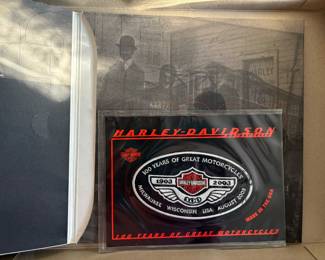 HARLEY-DAVIDSON
100 YEARS OF GREAT MOTORCYCLES
1903
2003
HARLEY-DAVIDSON
MILWAUKEE, WISCONSIN USA, AUGUST 2003
MADE IN THE USA
100 YEARS OF GREAT MOTORCYCLES